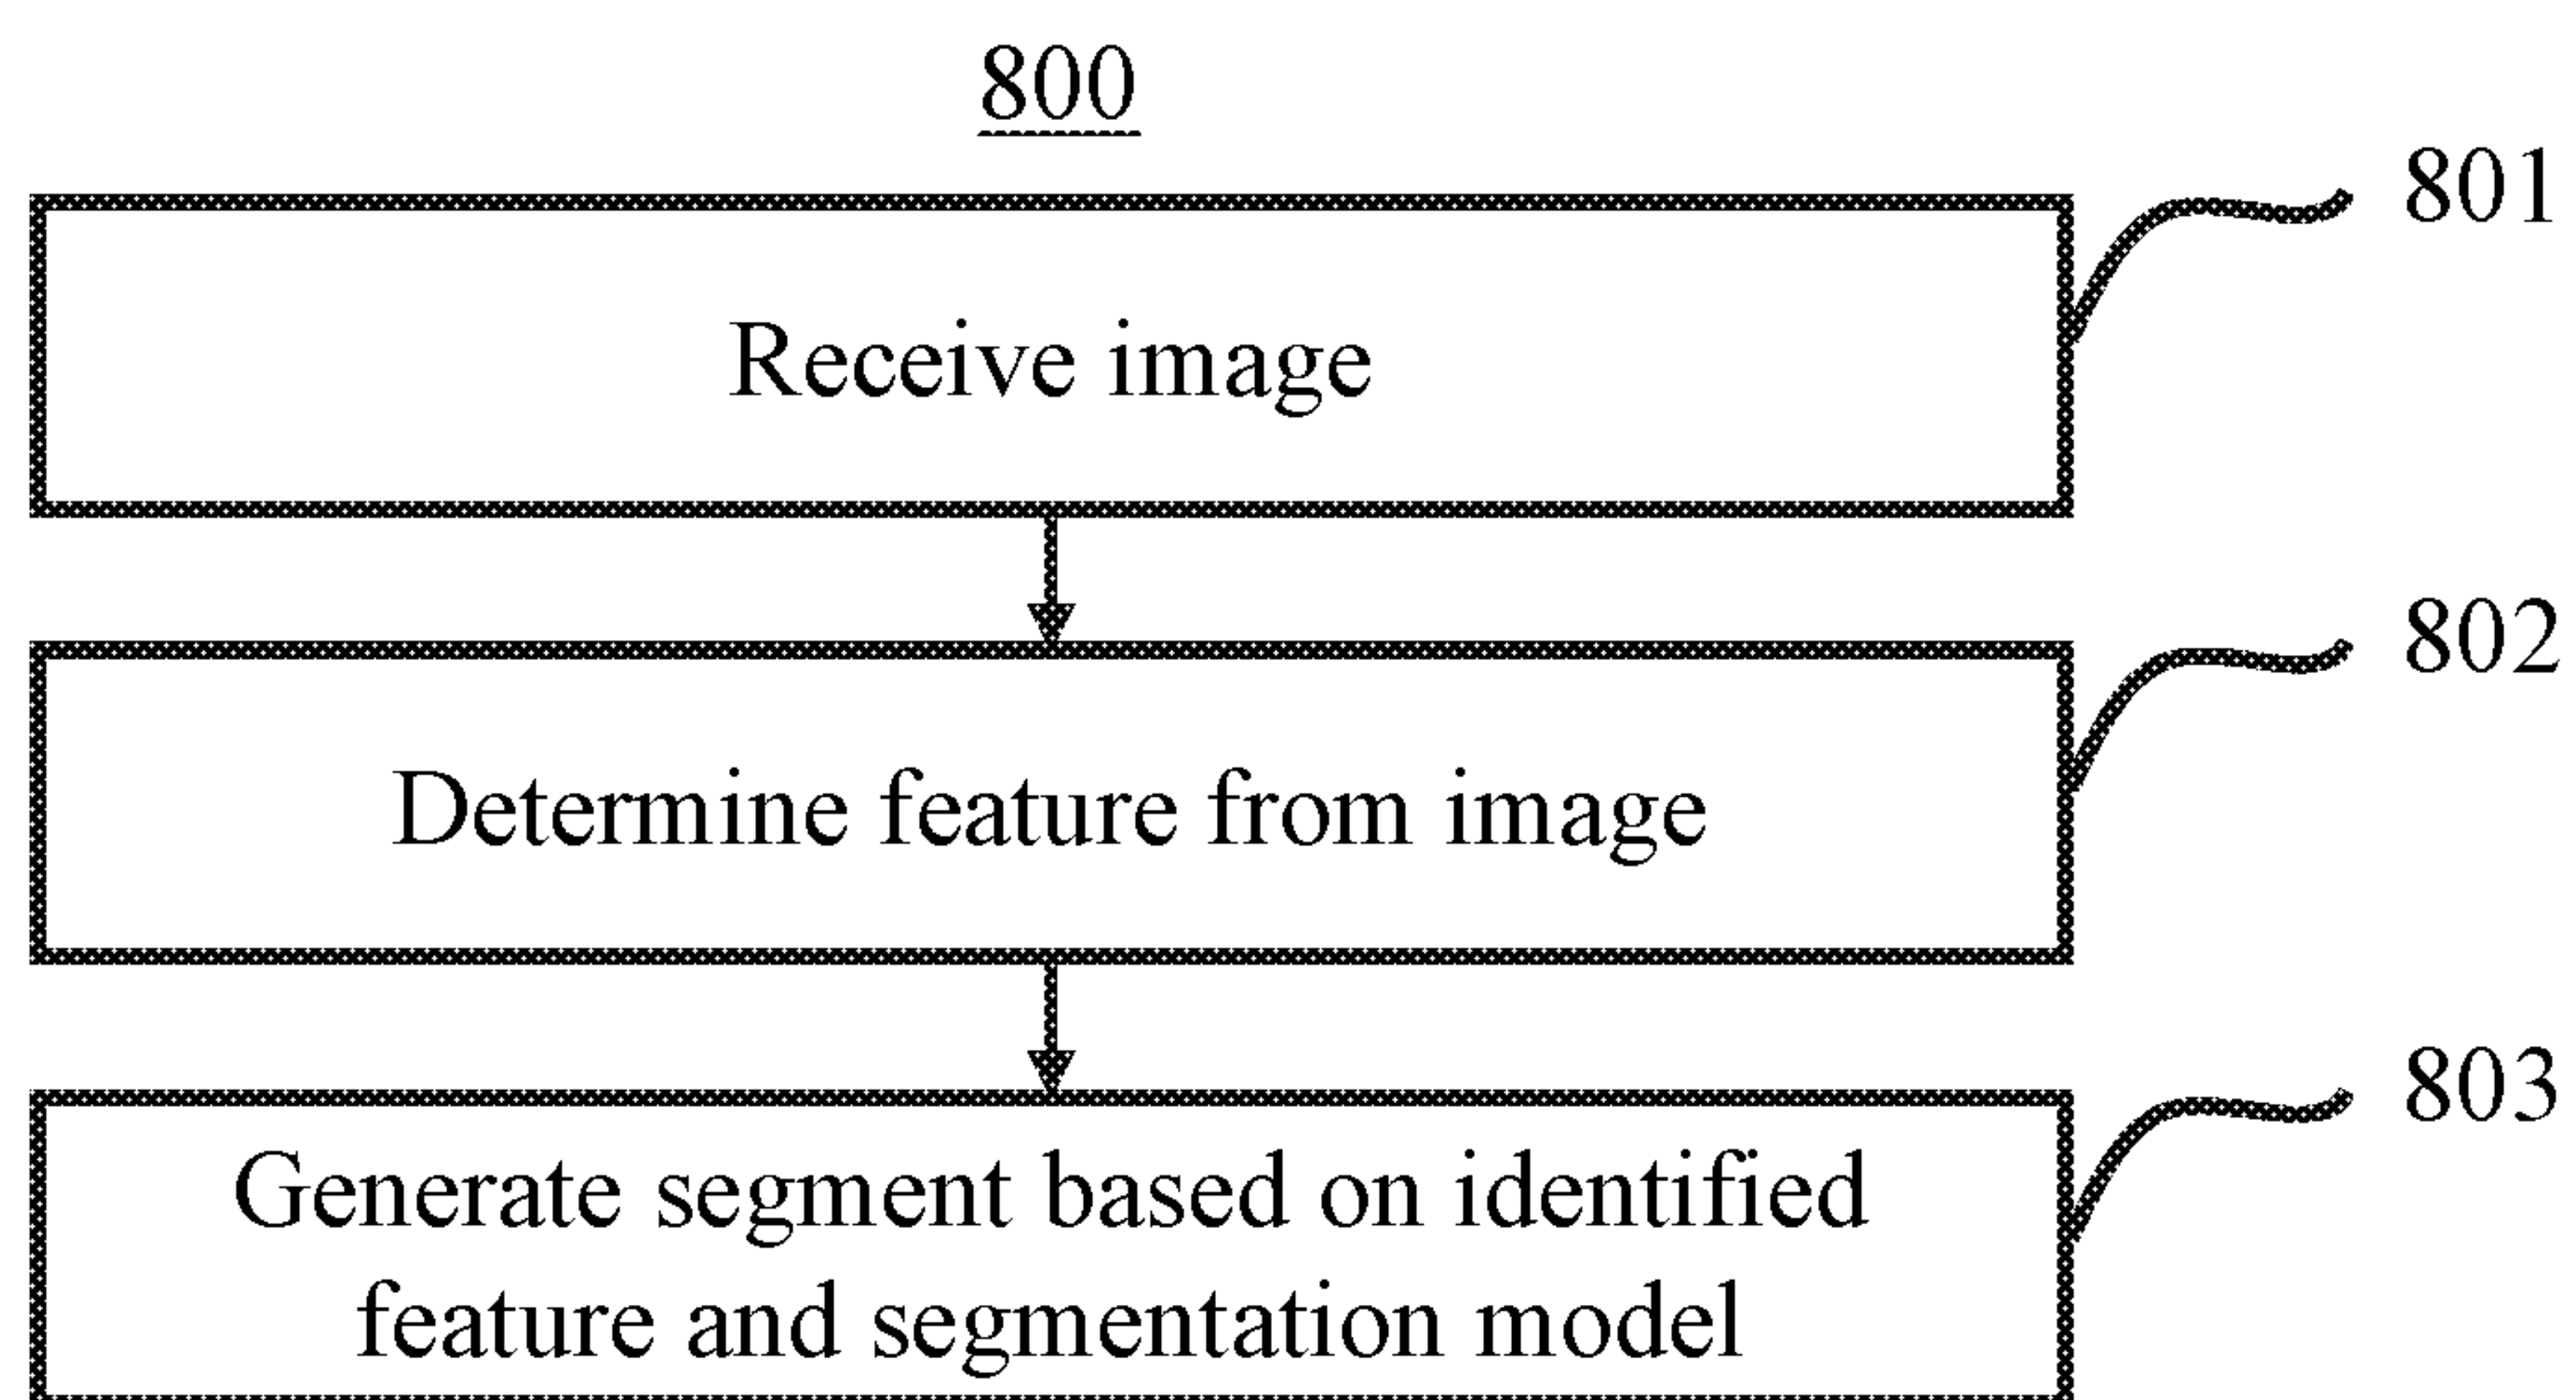 800
801
Receive image
802
Determine feature from image
803
Generate segment based on identified
feature and segmentation model